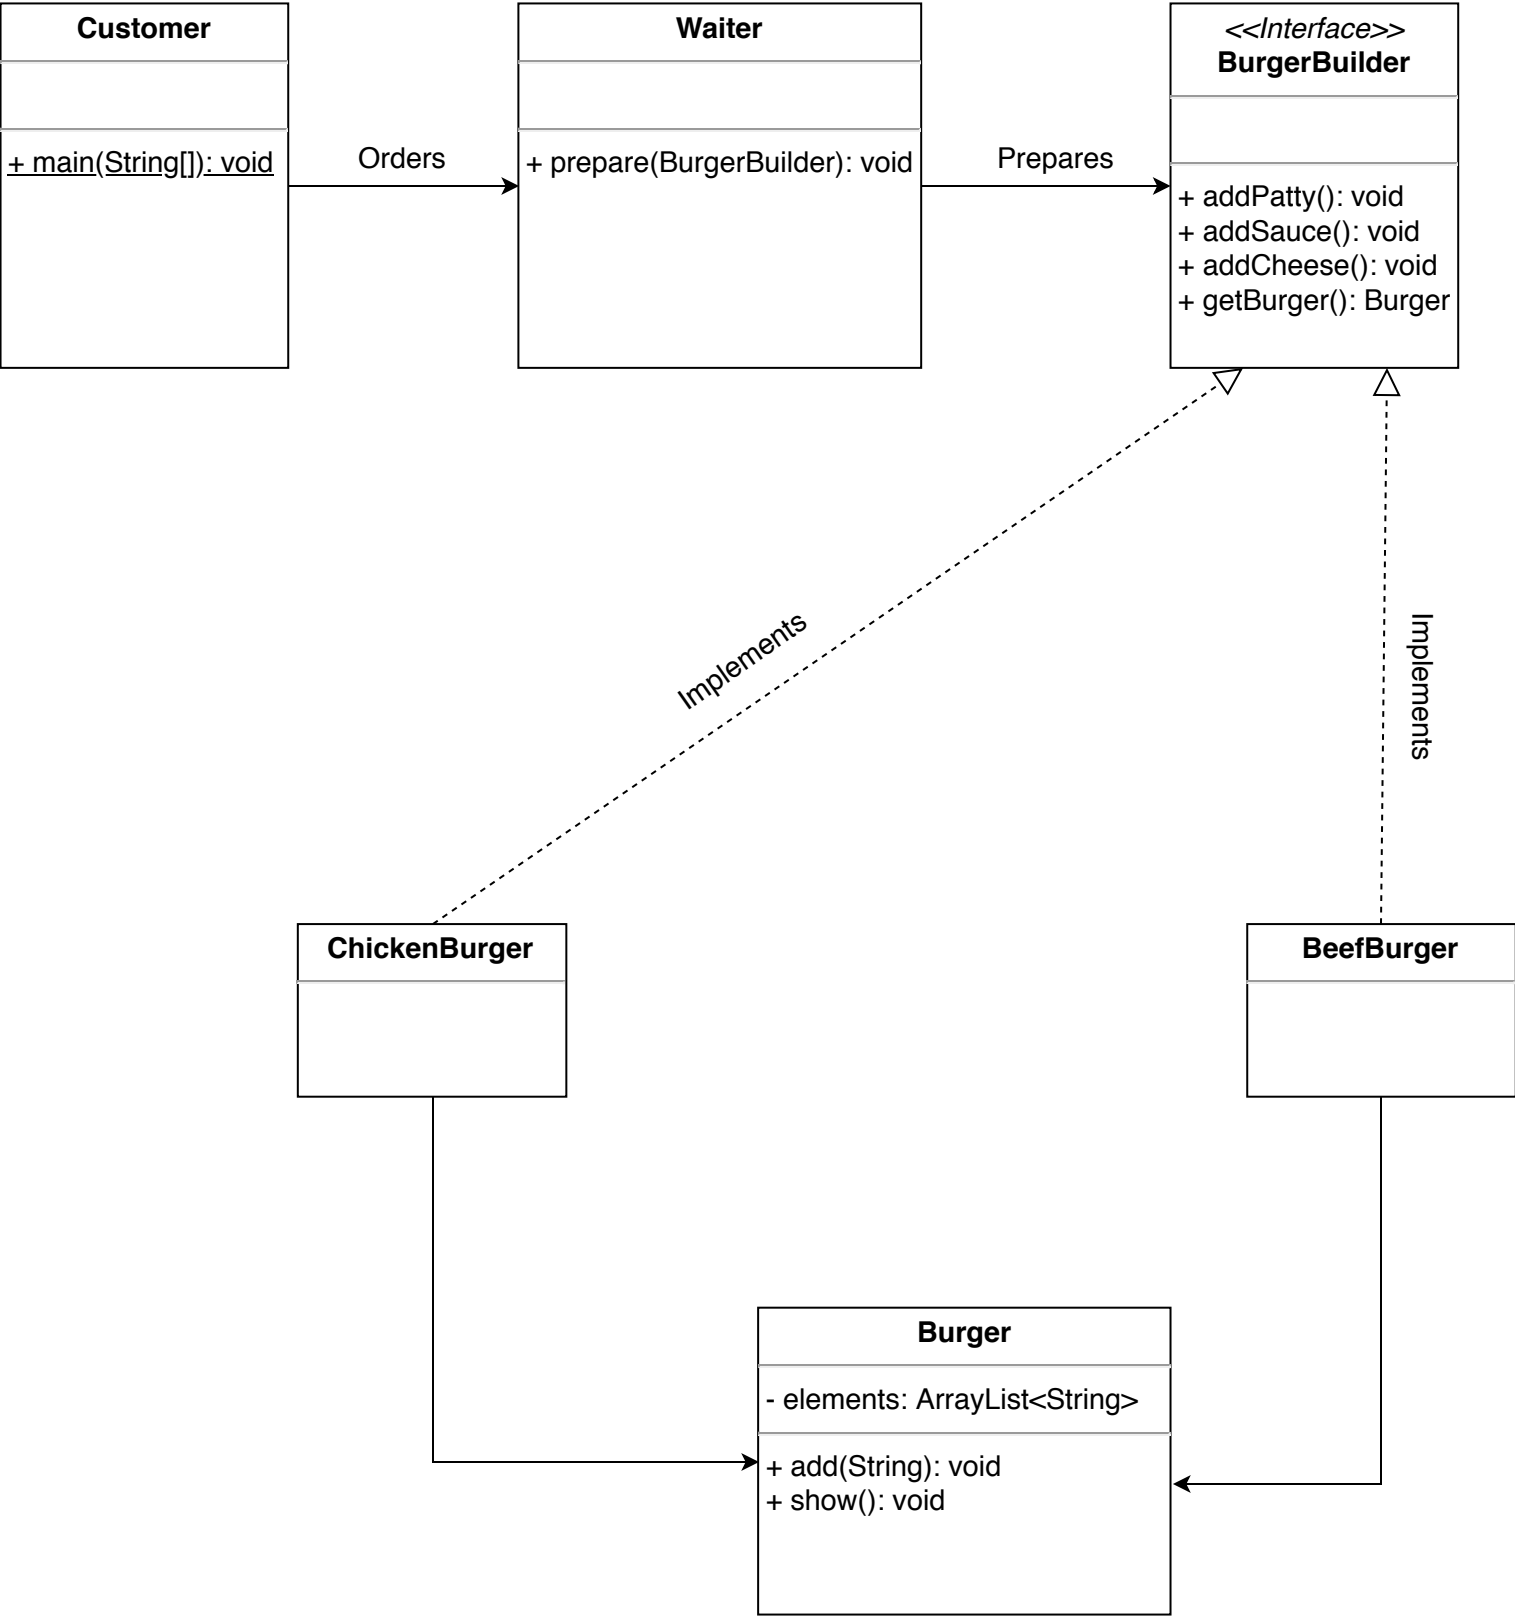 Customer
+ main(String[]): void
Orders
Waiter
+ prepare(BurgerBuilder): void
Prepares
<<Interface>>
BurgerBuilder
+ addPatty(): void
+ addSauce(): void
+ addCheese(): void
+ getBurger(): Burger
Implements
Implements
ChickenBurger
BeefBurger
Burger
- elements: ArrayList<String>
+ add(String): void
+ show(): void